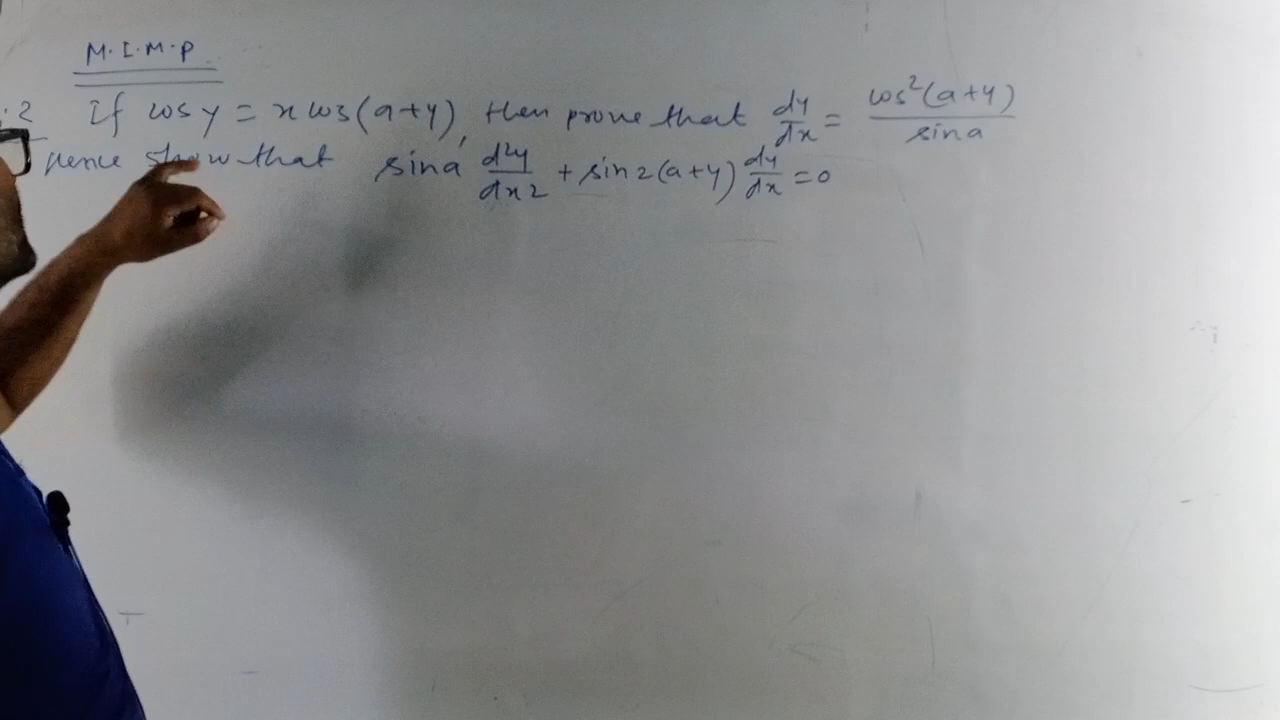 M.I.M.P.
.2 If cos y = x cos(a+y), then prove that dy/dx = cos²(a+y)/sin a
hence show that sin a d²y/dx² + sin 2(a+y) dy/dx = 0